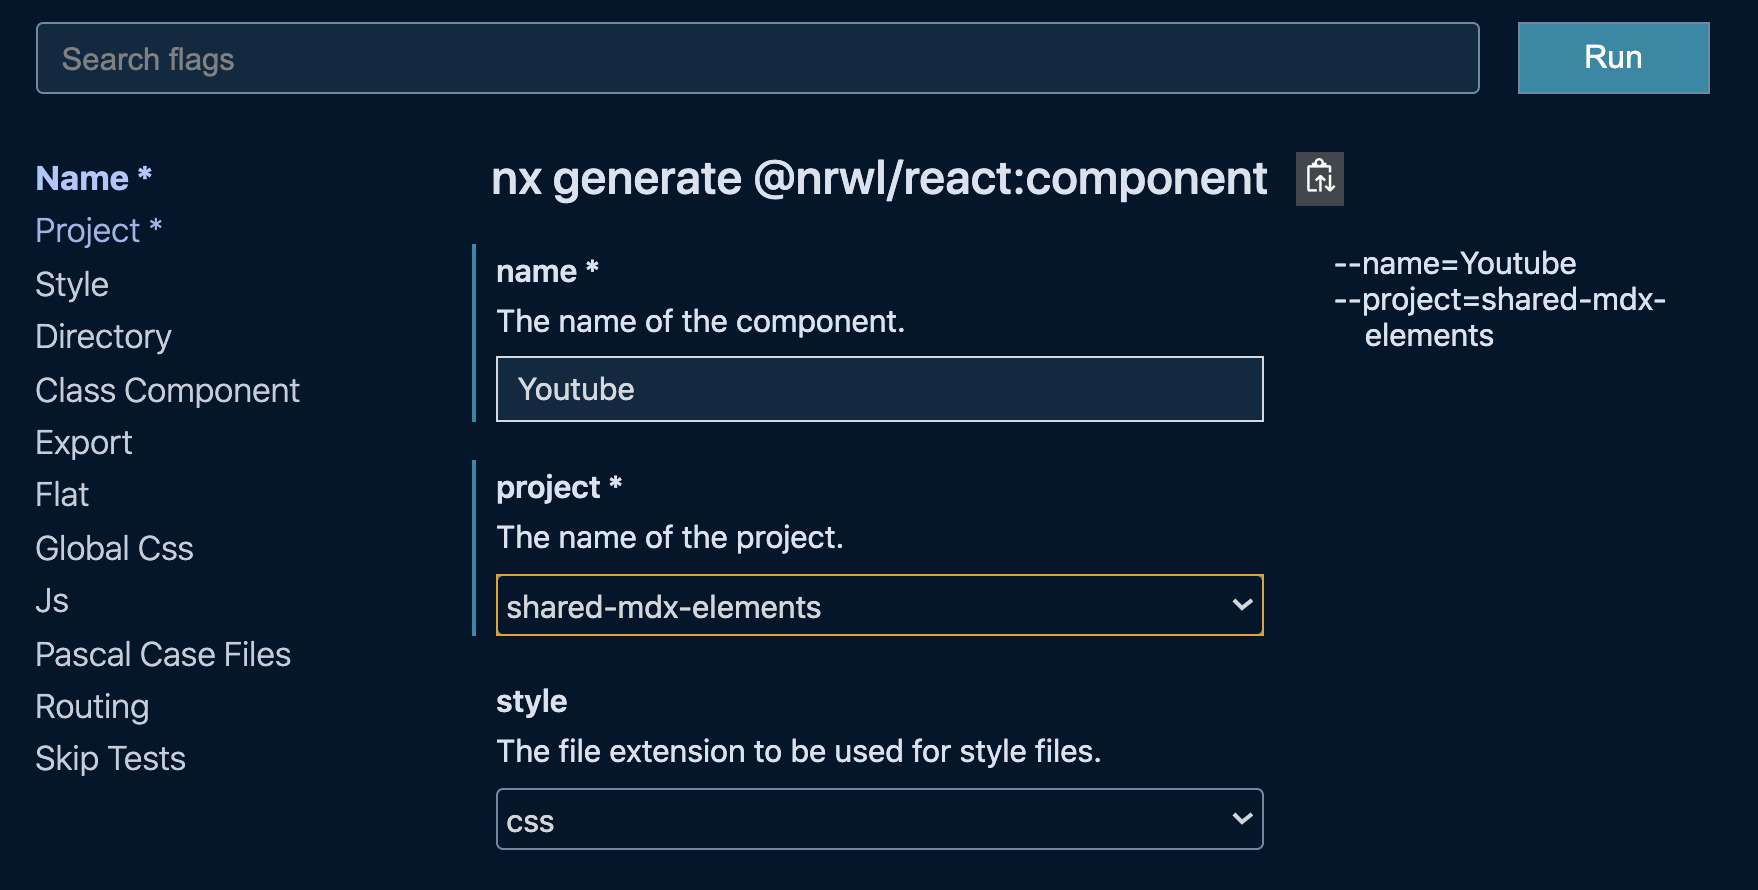 Search flags
Run
Name *
Project *
Style
Directory
Class Component
Export
Flat
Global Css
Js
Pascal Case Files
Routing
Skip Tests
nx generate @nrwl/react:component
name *
The name of the component.
Youtube
project *
The name of the project.
shared-mdx-elements
style
The file extension to be used for style files.
css
--name=Youtube
--project=shared-mdx-
elements